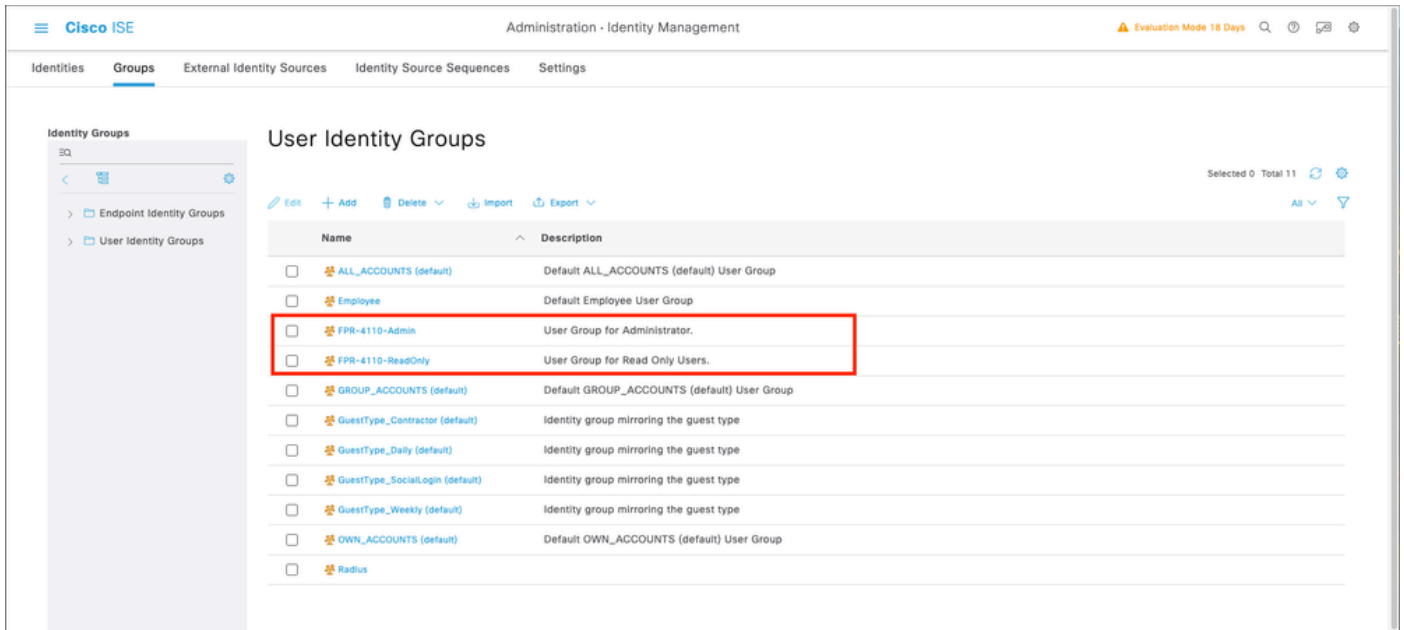 Cisco ISE
Administration · Identity Management
Evaluation Mode 18 Days
Identities Groups External Identity Sources Identity Source Sequences Settings
Identity Groups
Endpoint Identity Groups
User Identity Groups
User Identity Groups
Selected 0 Total 11
Edit Add Delete Import Export All
Name Description
ALL_ACCOUNTS (default) Default ALL_ACCOUNTS (default) User Group
Employee Default Employee User Group
FPR-4110-Admin User Group for Administrator.
FPR-4110-ReadOnly User Group for Read Only Users.
GROUP_ACCOUNTS (default) Default GROUP_ACCOUNTS (default) User Group
GuestType_Contractor (default) Identity group mirroring the guest type
GuestType_Daily (default) Identity group mirroring the guest type
GuestType_SocialLogin (default) Identity group mirroring the guest type
GuestType_Weekly (default) Identity group mirroring the guest type
OWN_ACCOUNTS (default) Default OWN_ACCOUNTS (default) User Group
Radius